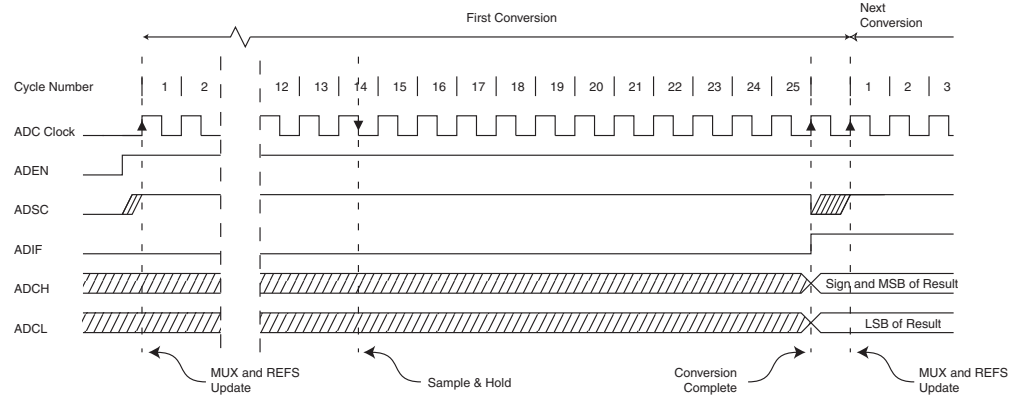 First Conversion
Next
Conversion
Cycle Number 1 2 12 13 14 15 16 17 18 19 20 21 22 23 24 25 1 2 3
ADC Clock
ADEN
ADSC
ADIF
ADCH Sign and MSB of Result
ADCL LSB of Result
MUX and REFS
Update
Sample & Hold
Conversion
Complete
MUX and REFS
Update